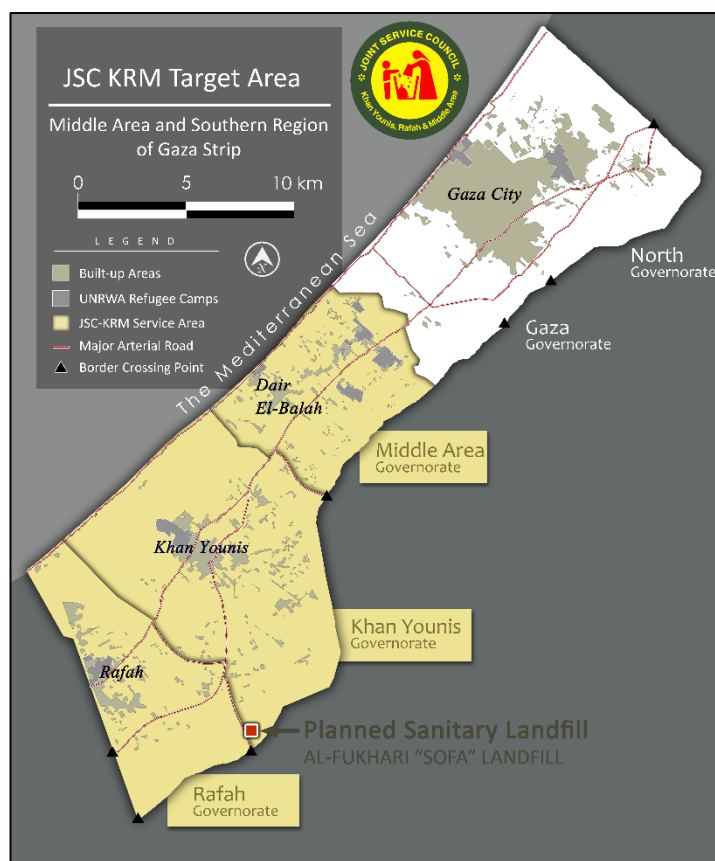 JSC KRM Target Area
Middle Area and Southern Region
of Gaza Strip
0 5 10 km
LEGEND
Built-up Areas
UNRWA Refugee Camps
JSC-KRM Service Area
Major Arterial Road
Border Crossing Point
JOINT SERVICE COUNCIL
Khan Younis, Rafah & Middle Area
The Mediterranean Sea
Gaza City
North
Governorate
Gaza
Governorate
Dair
El-Balah
Middle Area
Governorate
Khan Younis
Khan Younis
Governorate
Rafah
Planned Sanitary Landfill
AL-FUKHARI "SOFA" LANDFILL
Rafah
Governorate